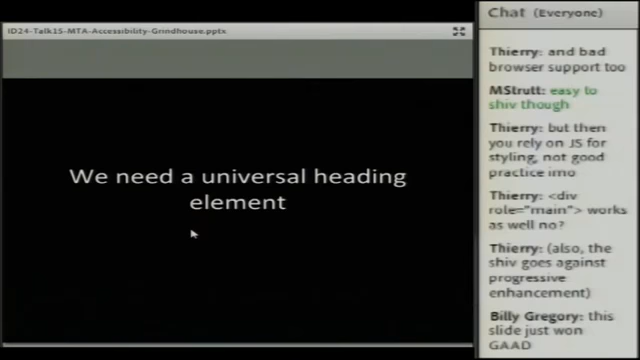 ID24-Talk15-MTA-Accessibility-Grindhouse.pptx
We need a universal heading
element
Chat (Everyone)
Thierry: and bad
browser support too
MStrutt: easy to
shiv though
Thierry: but then
you rely on JS for
styling, not good
practice imo
Thierry: <div
role="main"> works
as well no?
Thierry: (also, the
shiv goes against
progressive
enhancement)
Billy Gregory: this
slide just won
GAAD